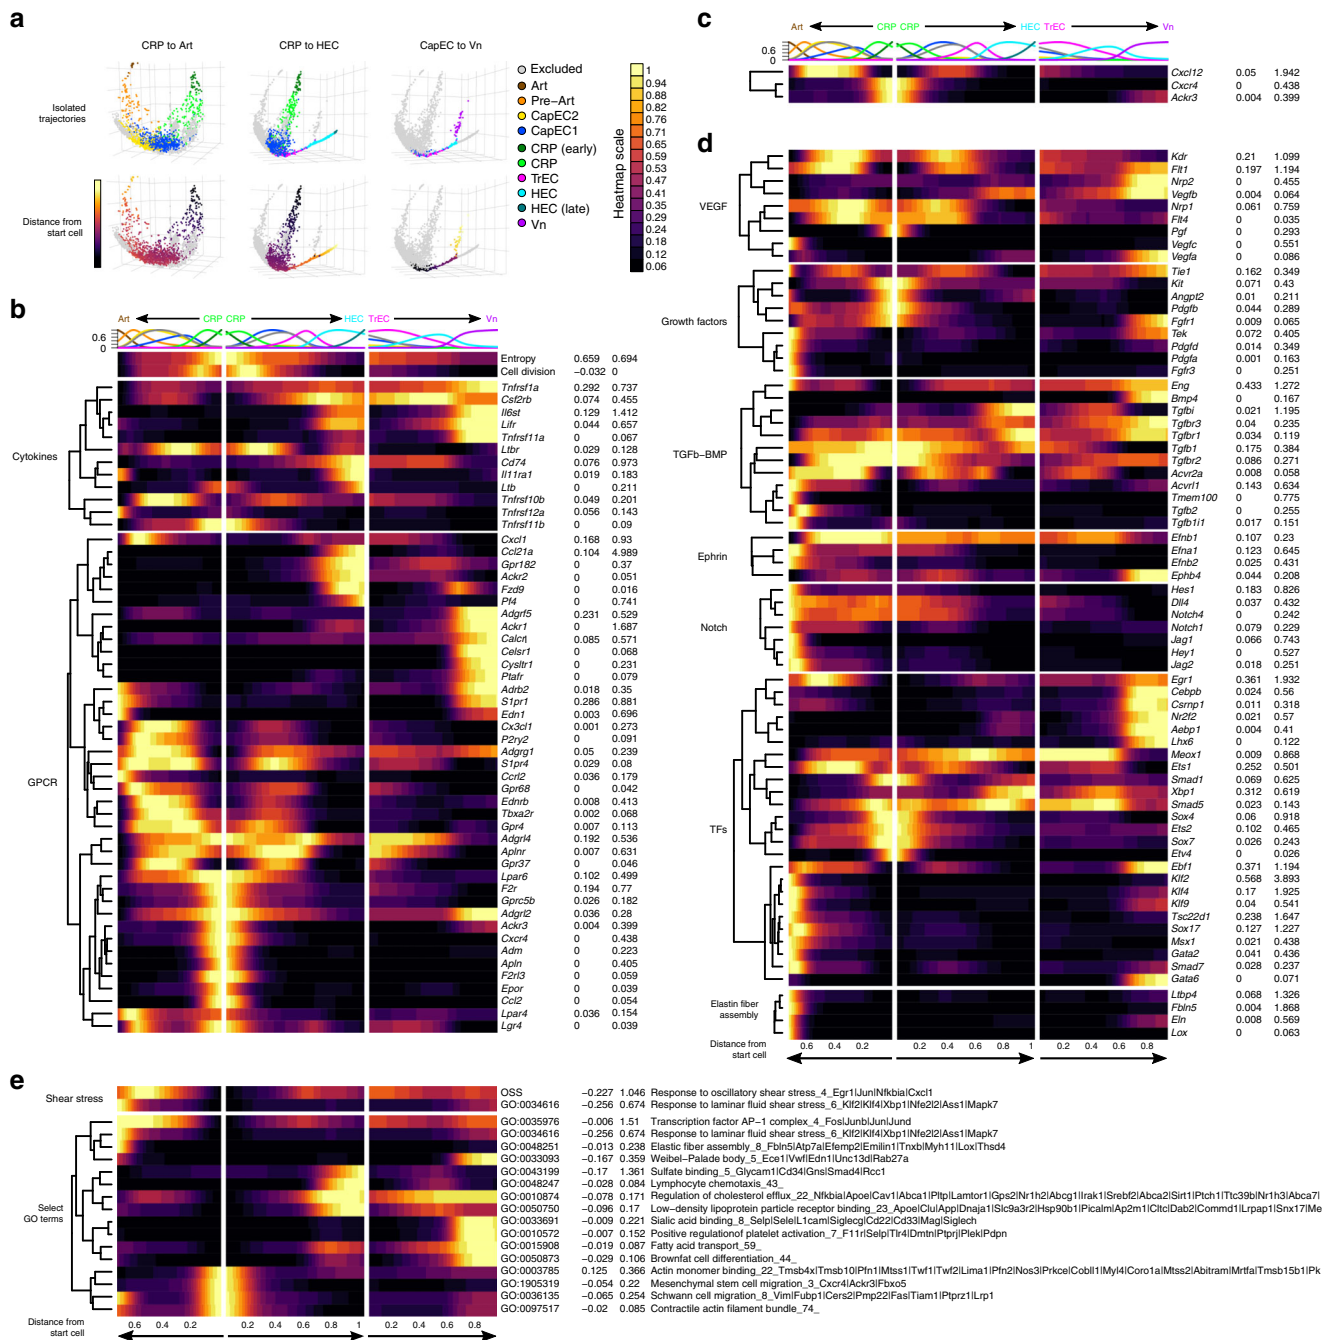 a
CRP to Art
CRP to HEC
CapEC to Vn
Isolated trajectories
Distance from start cell
Excluded
Art
Pre-Art
CapEC2
CapEC1
CRP (early)
CRP
TrEC
HEC
HEC (late)
Vn
Heatmap scale
1
0.94
0.88
0.82
0.76
0.71
0.65
0.59
0.53
0.47
0.41
0.35
0.29
0.24
0.18
0.12
0.06
b
Art CRP CRP HEC TrEC Vn
0.6
0
Entropy 0.659 0.694
Cell division −0.032 0
Cytokines
Tnfrsf1a 0.292 0.737
Csf2rb 0.074 0.455
Il6st 0.129 1.412
Lifr 0.044 0.657
Tnfrsf11a 0 0.067
Ltbr 0.029 0.128
Cd74 0.076 0.973
Il11ra1 0.019 0.183
Ltb 0 0.211
Tnfrsf10b 0.049 0.201
Tnfrsf12a 0.056 0.143
Tnfrsf11b 0 0.09
GPCR
Cxcl1 0.168 0.93
Ccl21a 0.104 4.989
Gpr182 0 0.37
Ackr2 0 0.051
Fzd9 0 0.016
Pf4 0 0.741
Adgrf5 0.231 0.529
Ackr1 0 1.687
Calcrl 0.085 0.571
Celsr1 0 0.068
Cysltr1 0 0.231
Ptafr 0 0.079
Adrb2 0.018 0.35
S1pr1 0.286 0.881
Edn1 0.003 0.696
Cx3cl1 0.001 0.273
P2ry2 0 0.091
Adgrg1 0.05 0.239
S1pr4 0.029 0.08
Ccrl2 0.036 0.179
Gpr68 0 0.042
Ednrb 0.008 0.413
Tbxa2r 0.002 0.068
Gpr4 0.007 0.113
Adgrl4 0.192 0.536
Aplnr 0.007 0.631
Gpr37 0 0.046
Lpar6 0.102 0.499
F2r 0.194 0.77
Gprc5b 0.026 0.182
Adgrl2 0.036 0.28
Ackr3 0.004 0.399
Cxcr4 0 0.438
Adm 0 0.223
Apln 0 0.405
F2rl3 0 0.059
Epor 0 0.039
Ccl2 0 0.054
Lpar4 0.036 0.154
Lgr4 0 0.039
c
Art CRP CRP HEC TrEC Vn
0.6
0
Cxcl12 0.05 1.942
Cxcr4 0 0.438
Ackr3 0.004 0.399
d
VEGF
Kdr 0.21 1.099
Flt1 0.197 1.194
Nrp2 0 0.455
Vegfb 0.004 0.064
Nrp1 0.061 0.759
Flt4 0 0.035
Pgf 0 0.293
Vegfc 0 0.551
Vegfa 0 0.086
Growth factors
Tie1 0.162 0.349
Kit 0.071 0.43
Angpt2 0.01 0.211
Pdgfb 0.044 0.289
Fgfr1 0.009 0.065
Tek 0.072 0.405
Pdgfd 0.014 0.349
Pdgfa 0.001 0.163
Fgfr3 0 0.251
TGFb−BMP
Eng 0.433 1.272
Bmp4 0 0.167
Tgfbi 0.021 1.195
Tgfbr3 0.04 0.235
Tgfbr1 0.034 0.119
Tgfb1 0.175 0.384
Tgfbr2 0.086 0.271
Acvr2a 0.008 0.058
Acvrl1 0.143 0.634
Tmem100 0 0.775
Tgfb2 0 0.255
Tgfb1i1 0.017 0.151
Ephrin
Efnb1 0.107 0.23
Efna1 0.123 0.645
Efnb2 0.025 0.431
Ephb4 0.044 0.208
Notch
Hes1 0.183 0.826
Dll4 0.037 0.432
Notch4 0 0.242
Notch1 0.079 0.229
Jag1 0.066 0.743
Hey1 0 0.527
Jag2 0.018 0.251
TFs
Egr1 0.361 1.932
Cebpb 0.024 0.56
Csrnp1 0.011 0.318
Nr2f2 0.021 0.57
Aebp1 0.004 0.41
Lhx6 0 0.122
Meox1 0.009 0.068
Ets1 0.252 0.501
Smad1 0.069 0.625
Xbp1 0.312 0.619
Smad5 0.023 0.143
Sox4 0.06 0.918
Ets2 0.102 0.465
Sox7 0.026 0.243
Etv4 0 0.026
Ebf1 0.371 1.194
Klf2 0.568 3.893
Klf4 0.17 1.925
Klf9 0.04 0.541
Tsc22d1 0.238 1.647
Sox17 0.127 1.227
Msx1 0.021 0.438
Gata2 0.041 0.436
Smad7 0.028 0.237
Gata6 0 0.071
Elastin fiber assembly
Ltbp4 0.068 1.326
Fbln5 0.004 1.868
Eln 0.008 0.569
Lox 0 0.063
Distance from start cell
0.6 0.4 0.2 0.2 0.4 0.6 0.8 1 0.2 0.4 0.6 0.8
e
Shear stress
OSS −0.227 1.046 Response to oscillatory shear stress_4_Egr1|Jun|Nfkbia|Cxcl1
GO:0034616 −0.256 0.674 Response to laminar fluid shear stress_6_Klf2|Klf4|Xbp1|Nfe2l2|Ass1|Mapk7
Select GO terms
GO:0035976 −0.006 1.51 Transcription factor AP−1 complex_4_Fos|Junb|Jun|Jund
GO:0034616 −0.256 0.674 Response to laminar fluid shear stress_6_Klf2|Klf4|Xbp1|Nfe2l2|Ass1|Mapk7
GO:0048251 −0.013 0.238 Elastic fiber assembly_8_Fbln5|Atp7a|Efemp2|Emilin1|Tnxb|Myh11|Lox|Thsd4
GO:0033093 −0.167 0.359 Weibel−Palade body_5_Ece1|Vwf|Edn1|Unc13d|Rab27a
GO:0043199 −0.17 1.361 Sulfate binding_5_Glycam1|Cd34|Gns|Smad4|Rcc1
GO:0048247 −0.028 0.084 Lymphocyte chemotaxis_43_
GO:0010874 −0.078 0.171 Regulation of cholesterol efflux_22_Nfkbia|Apoe|Cav1|Abca1|Pltp|Lamtor1|Gps2|Nr1h2|Abcg1|Irak1|Srebf2|Abca2|Sirt1|Ptch1|Ttc39b|Nr1h3|Abca7|
GO:0050750 −0.096 0.17 Low−density lipoprotein particle receptor binding_23_Apoe|Clu|App|Dnaja1|Slc9a3r2|Hsp90b1|Picalm|Ap2m1|Cltc|Dab2|Commd1|Lrpap1|Snx17|Me
GO:0033691 −0.009 0.221 Sialic acid binding_8_Selp|Sele|L1cam|Siglecg|Cd22|Cd33|Mag|Siglech
GO:0010572 −0.007 0.152 Positive regulationof platelet activation_7_F11r|Selp|Tlr4|Dmtn|Ptprj|Plek|Pdpn
GO:0015908 −0.019 0.087 Fatty acid transport_59_
GO:0050873 −0.029 0.106 Brownfat cell differentiation_44_
GO:0003785 0.125 0.366 Actin monomer binding_22_Tmsb4x|Tmsb10|Pfn1|Mtss1|Twf1|Twf2|Lima1|Pfn2|Nos3|Prkce|Cobll1|Myl4|Coro1a|Mtss2|Abitram|Mrtfa|Tmsb15b1|Pk
GO:1905319 −0.054 0.22 Mesenchymal stem cell migration_3_Cxcr4|Ackr3|Fbxo5
GO:0036135 −0.065 0.254 Schwann cell migration_8_Vim|Fubp1|Cers2|Pmp22|Fas|Tiam1|Ptprz1|Lrp1
GO:0097517 −0.02 0.085 Contractile actin filament bundle_74_
Distance from start cell
0.6 0.4 0.2 0.2 0.4 0.6 0.8 1 0.2 0.4 0.6 0.8